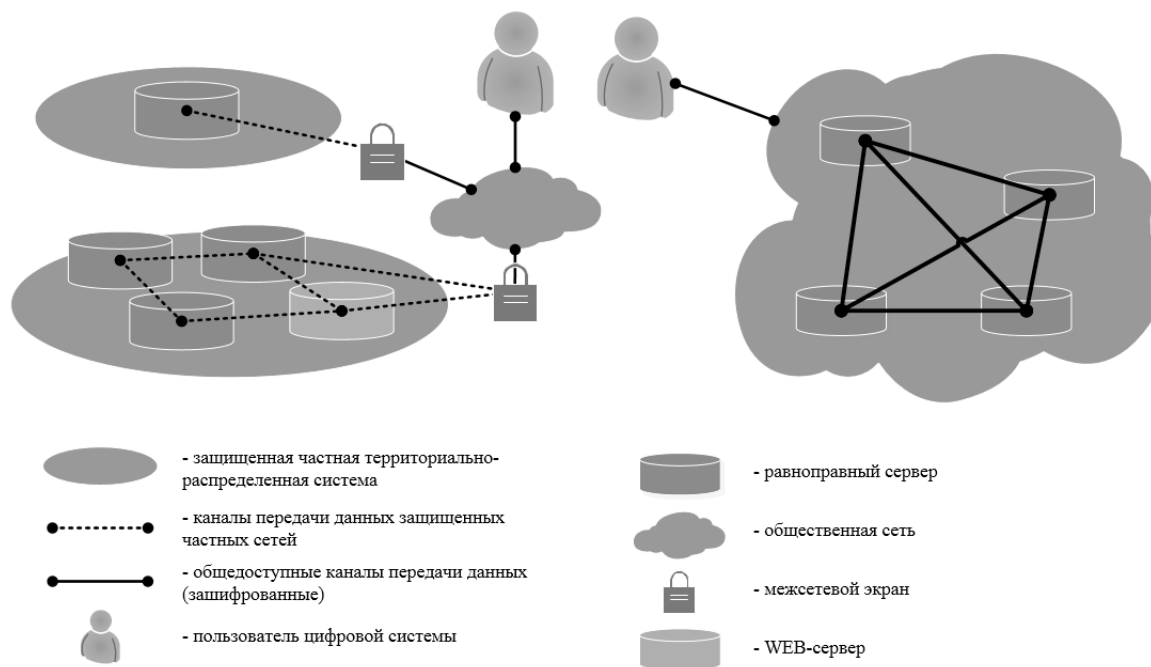 - защищенная частная территориально-
распределенная система
- каналы передачи данных защищенных
частных сетей
- общедоступные каналы передачи данных
(зашифрованные)
- пользователь цифровой системы
- равноправный сервер
- общественная сеть
- межсетевой экран
- WEB-сервер